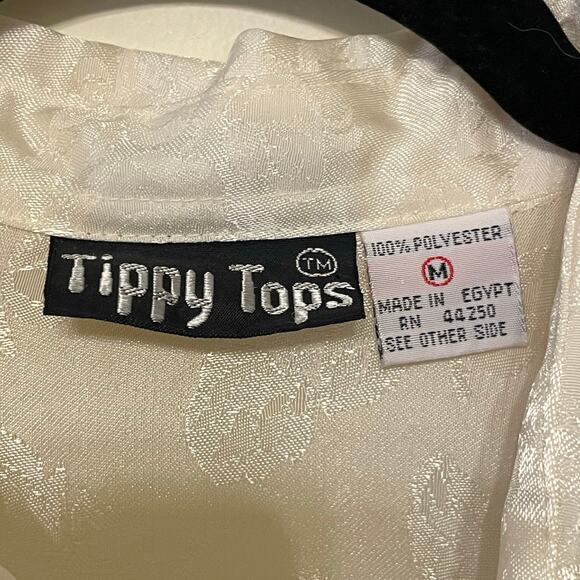 Tippy Tops TM
100% POLYESTER
M
MADE IN EGYPT
RN 44250
SEE OTHER SIDE